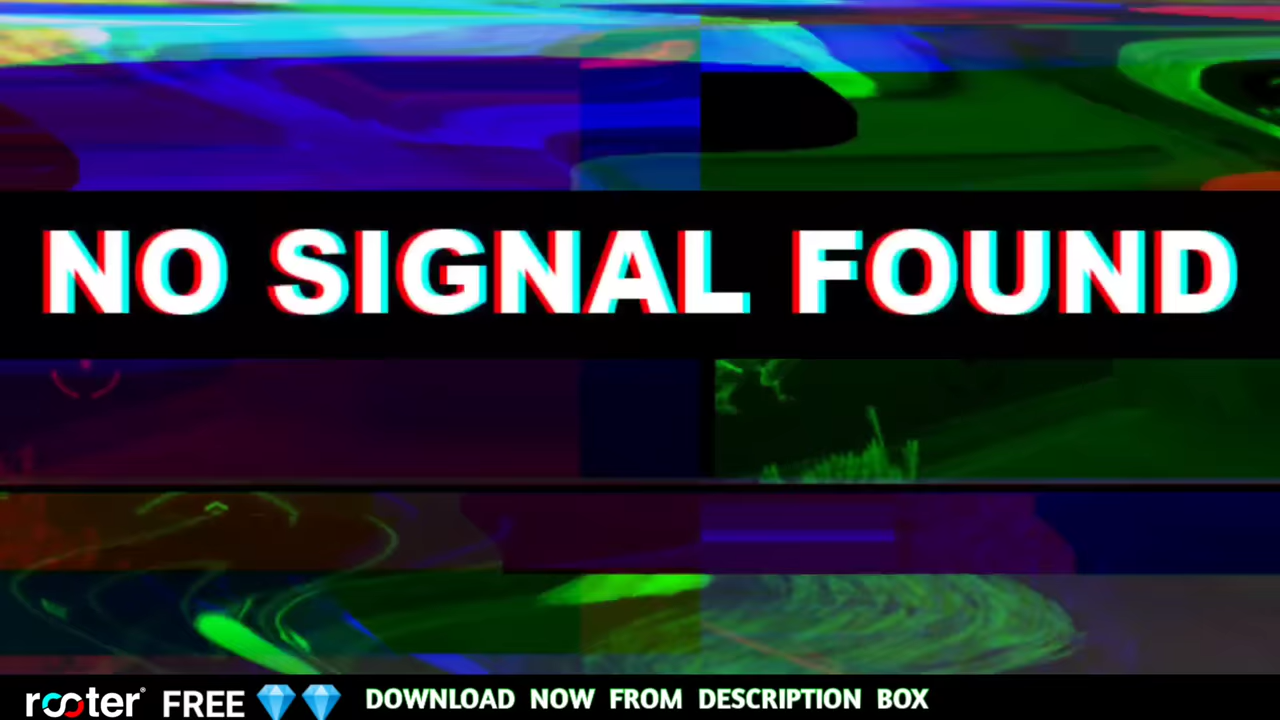 NO SIGNAL FOUND
rooter® FREE 💎💎 DOWNLOAD NOW FROM DESCRIPTION BOX